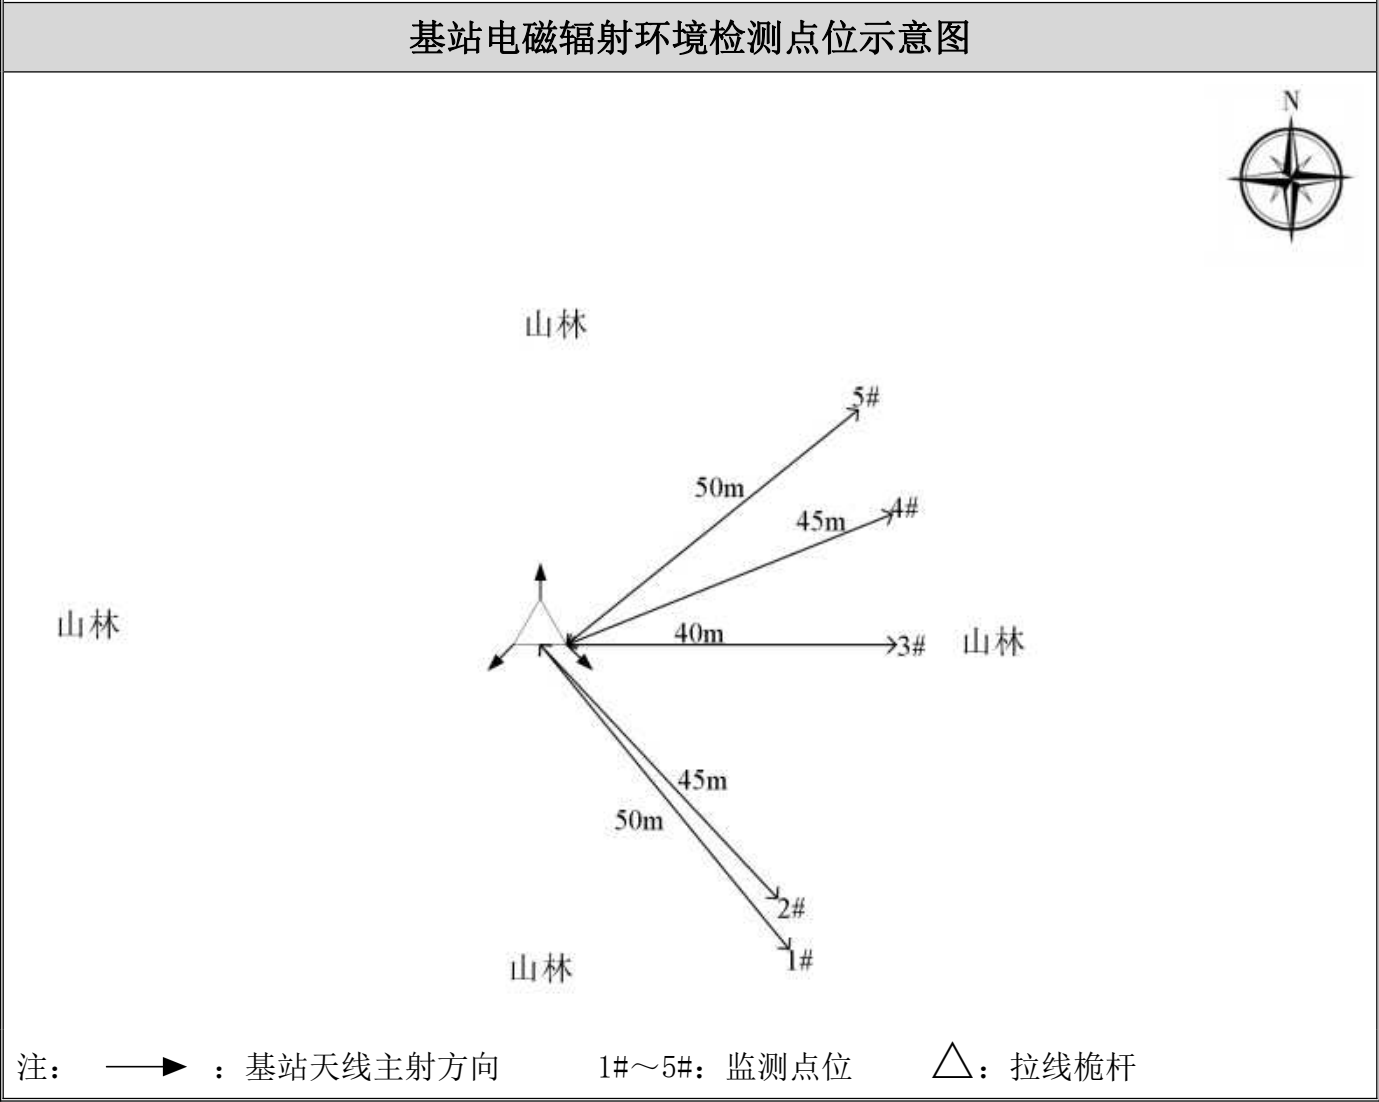 基站电磁辐射环境检测点位示意图
N
山林
5#
50m
4#
45m
山林
40m
3#
山林
45m
50m
2#
1#
山林
注： ：基站天线主射方向 1#～5#：监测点位 ：拉线桅杆